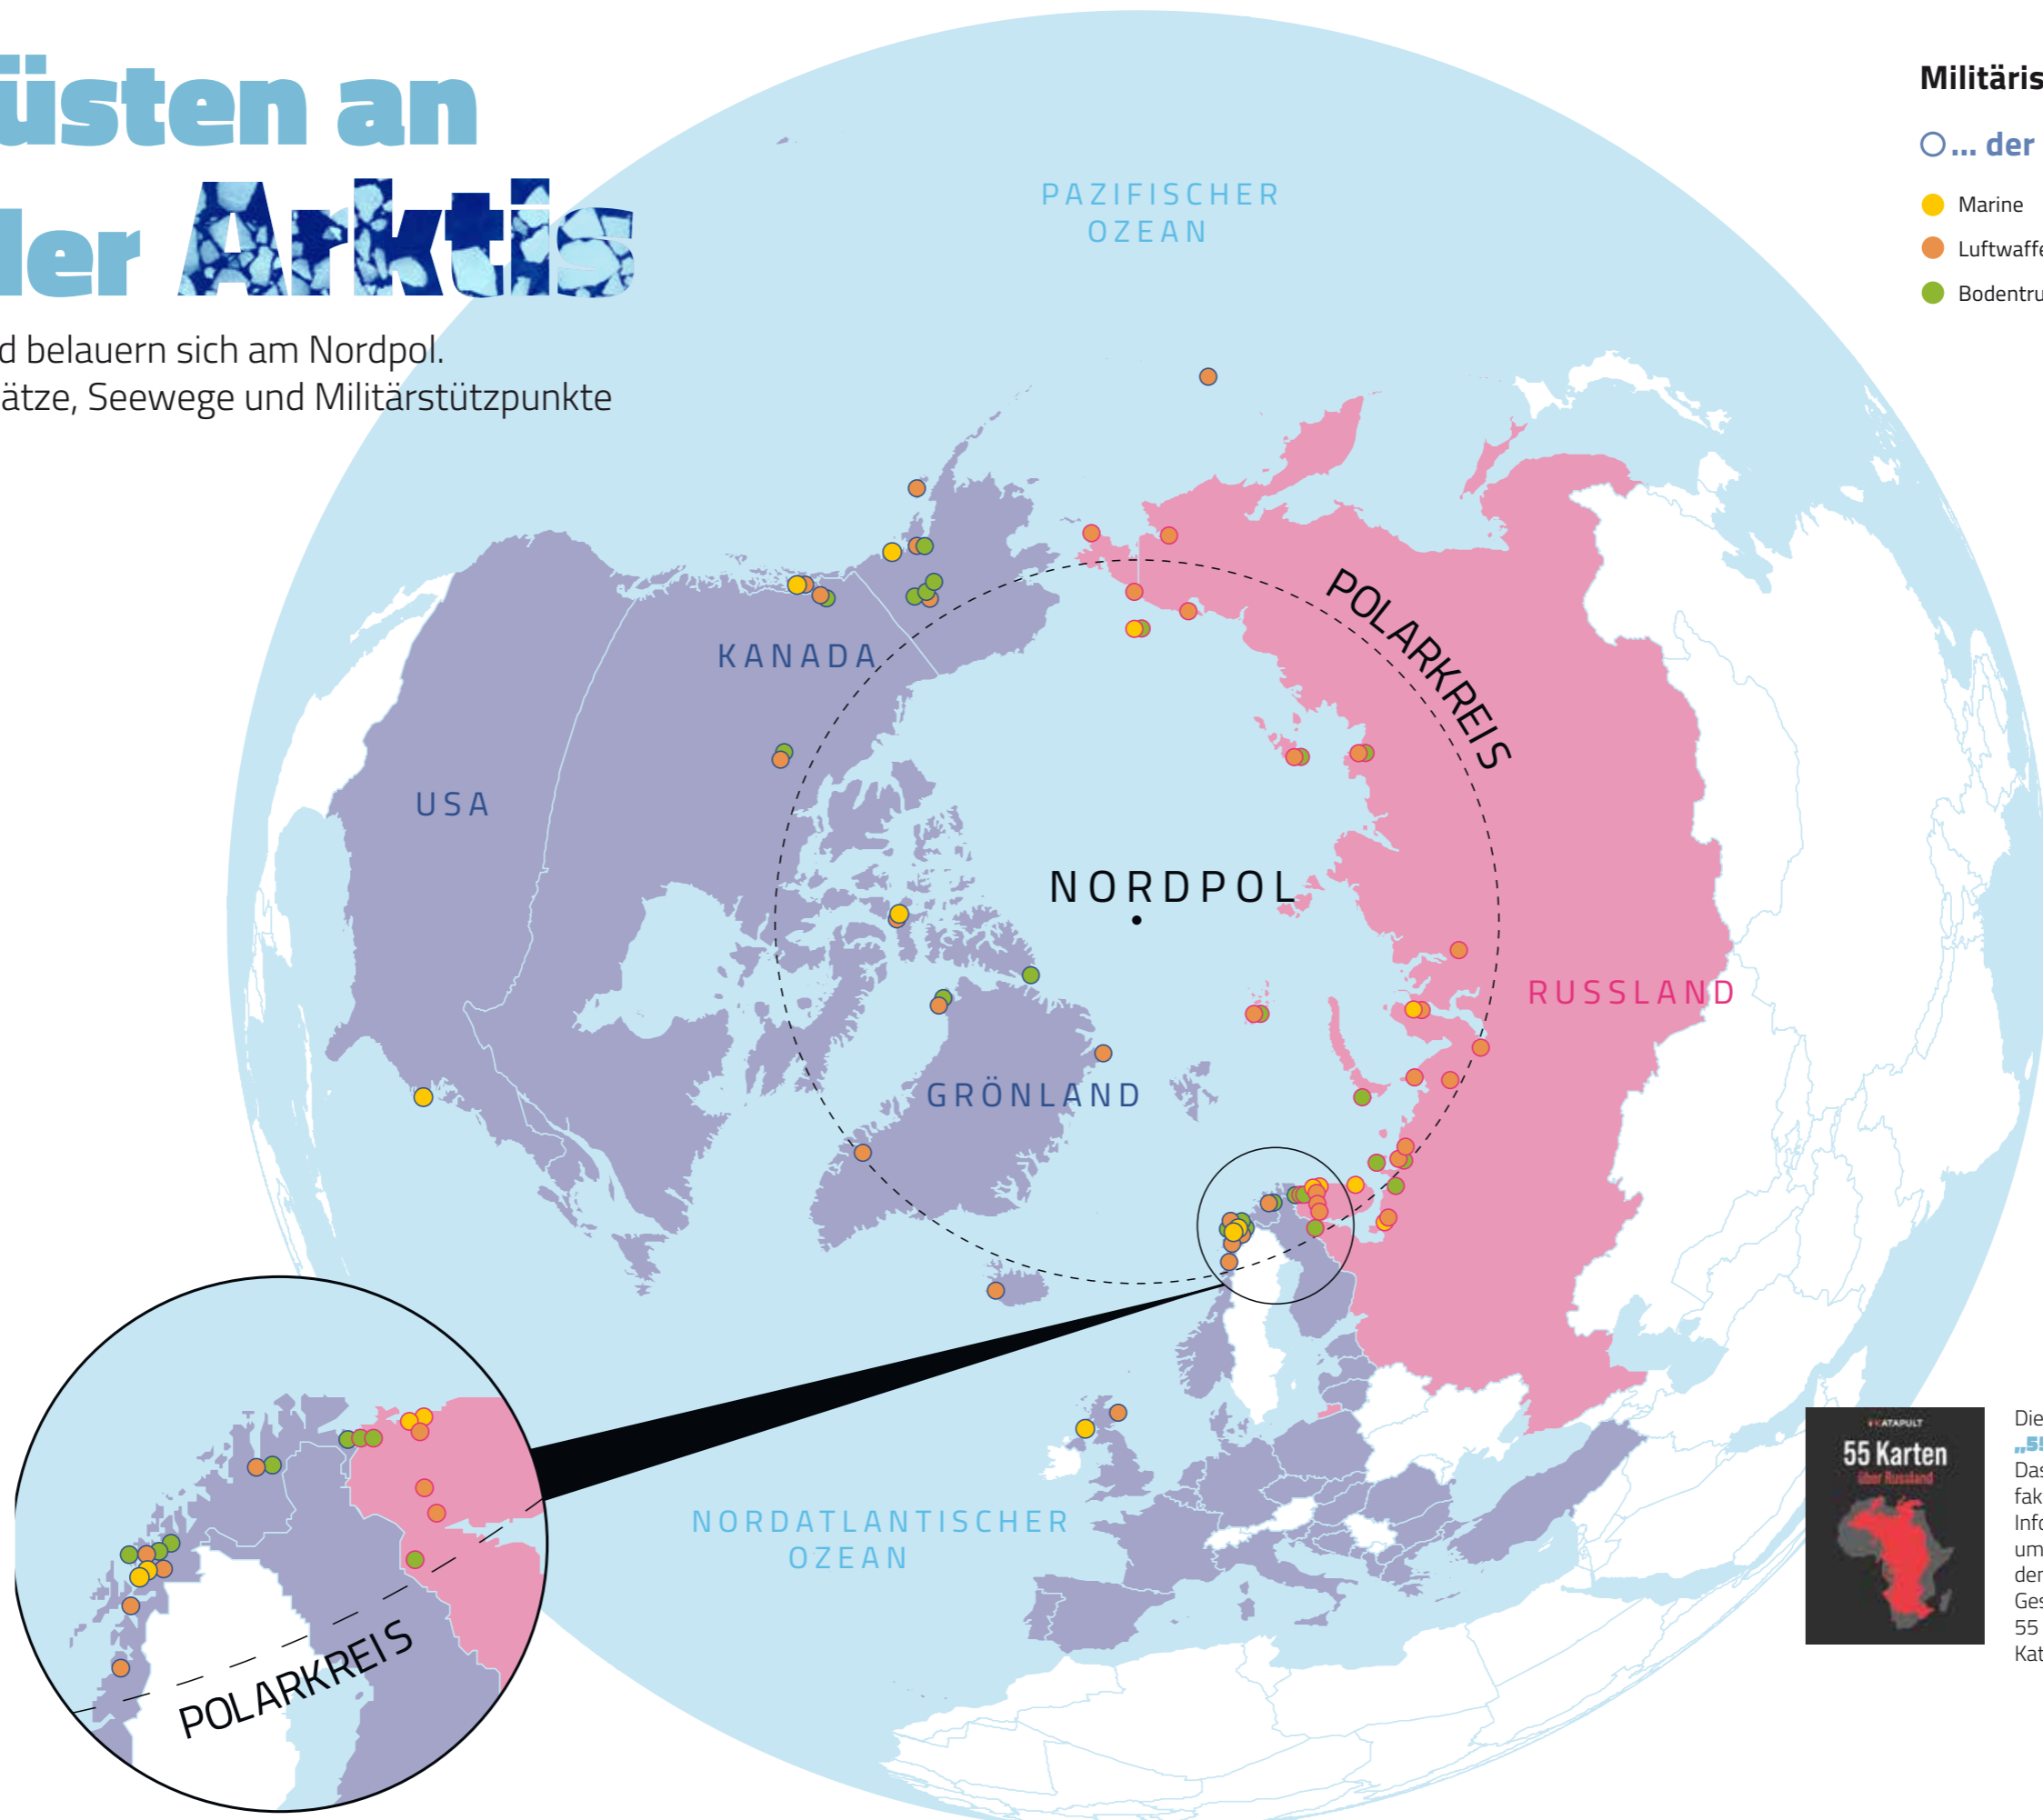 üsten an
der Arktis
d belauern sich am Nordpol.
ätze, Seewege und Militärstützpunkte
Militäris
... der
Marine
Luftwaffe
Bodentru
PAZIFISCHER
OZEAN
POLARKREIS
KANADA
USA
NORDPOL
RUSSLAND
GRÖNLAND
NORDATLANTISCHER
OZEAN
POLARKREIS
KATAPULT
55 Karten
über Russland
Die
„55
Das
fak
Info
um
der
Ges
55
Kat